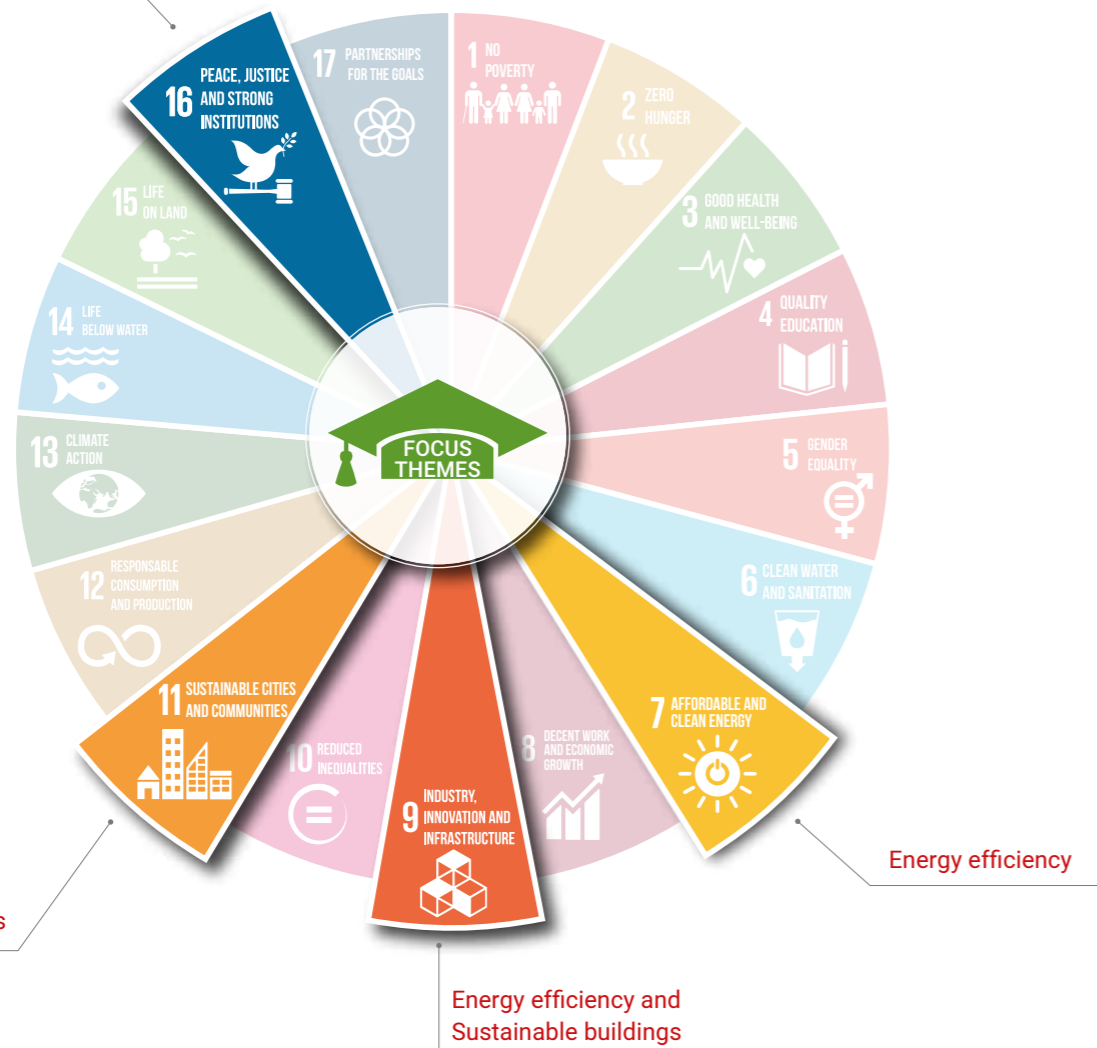 1 NO
POVERTY
2 ZERO
HUNGER
3 GOOD HEALTH
AND WELL-BEING
4 QUALITY
EDUCATION
5 GENDER
EQUALITY
6 CLEAN WATER
AND SANITATION
7 AFFORDABLE AND
CLEAN ENERGY
8 DECENT WORK
AND ECONOMIC
GROWTH
9 INDUSTRY,
INNOVATION AND
INFRASTRUCTURE
10 REDUCED
INEQUALITIES
11 SUSTAINABLE CITIES
AND COMMUNITIES
12 RESPONSABLE
CONSUMPTION
AND PRODUCTION
13 CLIMATE
ACTION
14 LIFE
BELOW WATER
15 LIFE
ON LAND
16 PEACE, JUSTICE
AND STRONG
INSTITUTIONS
17 PARTNERSHIPS
FOR THE GOALS
FOCUS
THEMES
Energy efficiency
Energy efficiency and
Sustainable buildings